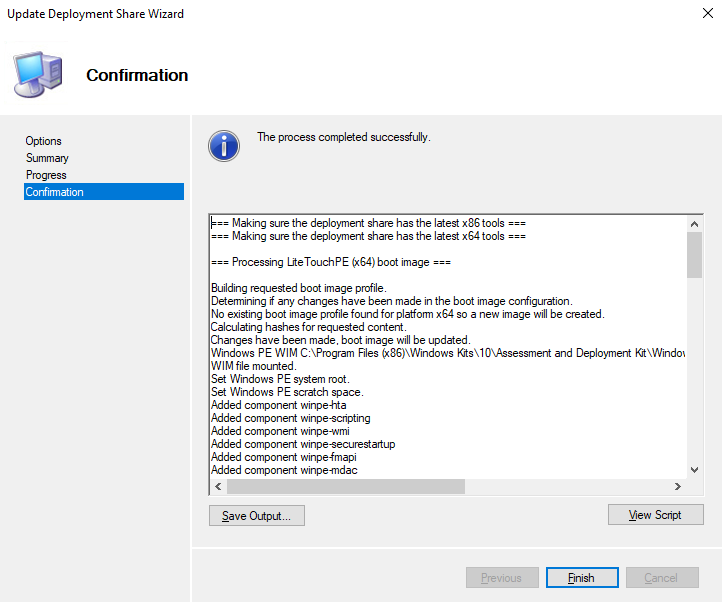 Update Deployment Share Wizard
Confirmation
Options
Summary
Progress
Confirmation
The process completed successfully.
=== Making sure the deployment share has the latest x86 tools ===
=== Making sure the deployment share has the latest x64 tools ===
=== Processing LiteTouchPE (x64) boot image ===
Building requested boot image profile.
Determining if any changes have been made in the boot image configuration.
No existing boot image profile found for platform x64 so a new image will be created.
Calculating hashes for requested content.
Changes have been made, boot image will be updated.
Windows PE WIM C:\Program Files (x86)\Windows Kits\10\Assessment and Deployment Kit\Window
WIM file mounted.
Set Windows PE system root.
Set Windows PE scratch space.
Added component winpe-hta
Added component winpe-scripting
Added component winpe-wmi
Added component winpe-securestartup
Added component winpe-fmapi
Added component winpe-mdac
Save Output...
View Script
Previous
Finish
Cancel